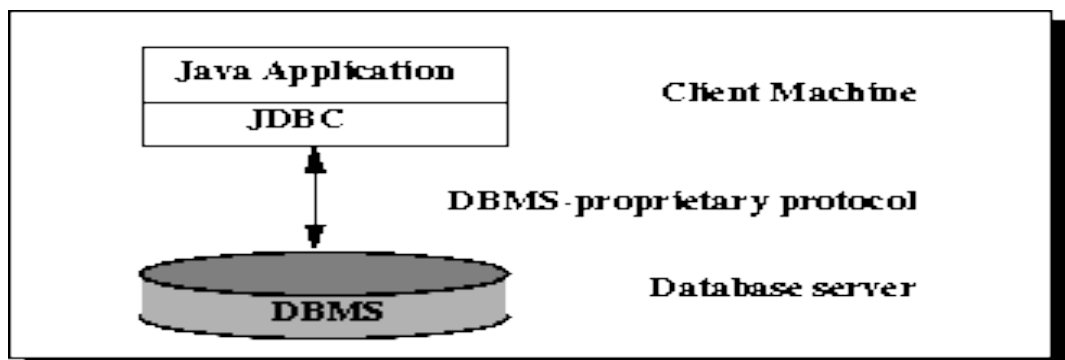 Java Application
Client Machine
JDBC
DBMS-proprietary protocol
Database server
DBMS